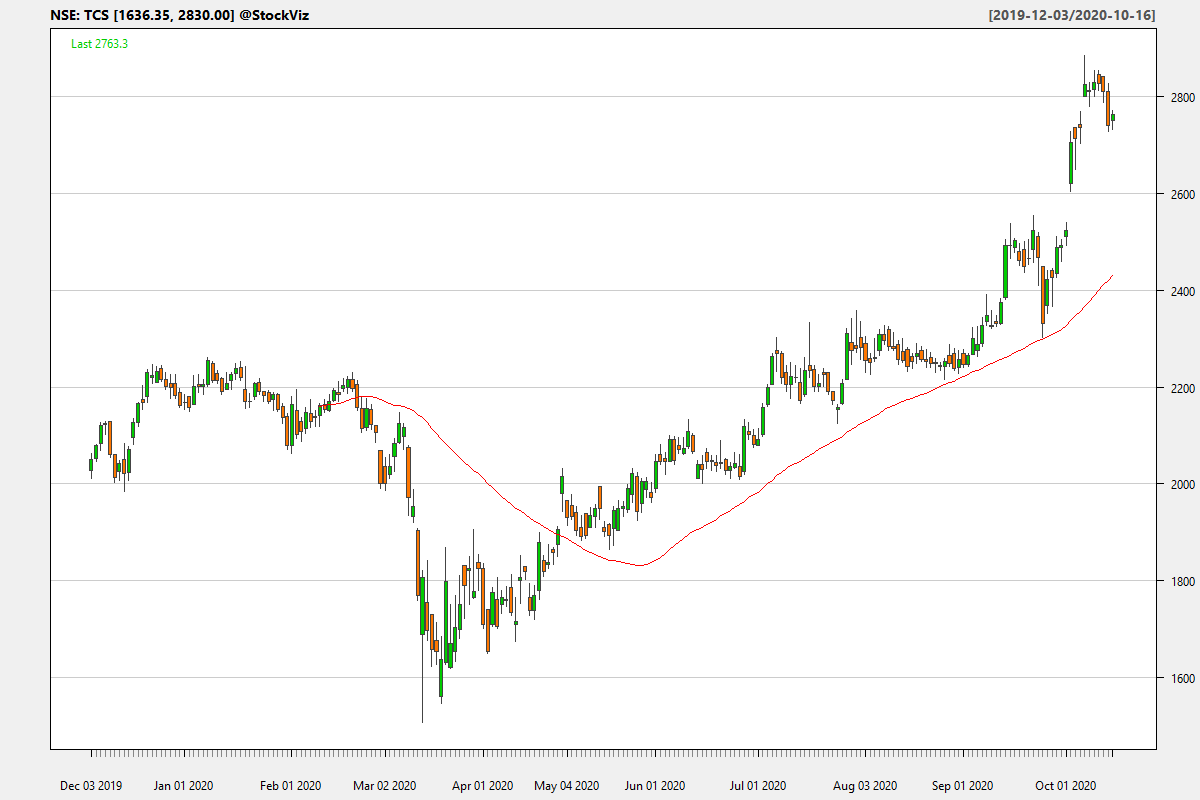 NSE: TCS [1636.35, 2830.00] @StockViz [2019-12-03/2020-10-16]
Last 2763.3
2800
2600
2400
2200
2000
1800
1600
Dec 03 2019 Jan 01 2020 Feb 01 2020 Mar 02 2020 Apr 01 2020 May 04 2020 Jun 01 2020 Jul 01 2020 Aug 03 2020 Sep 01 2020 Oct 01 2020